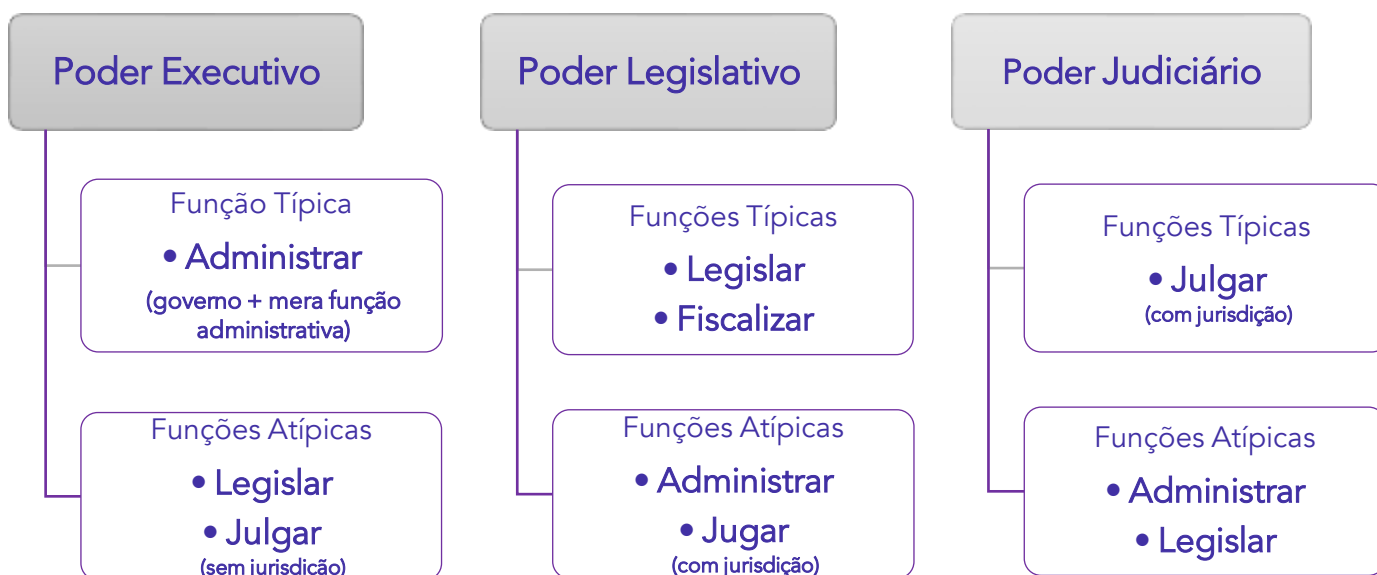 Poder Executivo
Função Típica
• Administrar
(governo + mera função
administrativa)
Funções Atípicas
• Legislar
• Julgar
(sem jurisdição)
Poder Legislativo
Funções Típicas
• Legislar
• Fiscalizar
Funções Atípicas
• Administrar
• Jugar
(com jurisdição)
Poder Judiciário
Funções Típicas
• Julgar
(com jurisdição)
Funções Atípicas
• Administrar
• Legislar